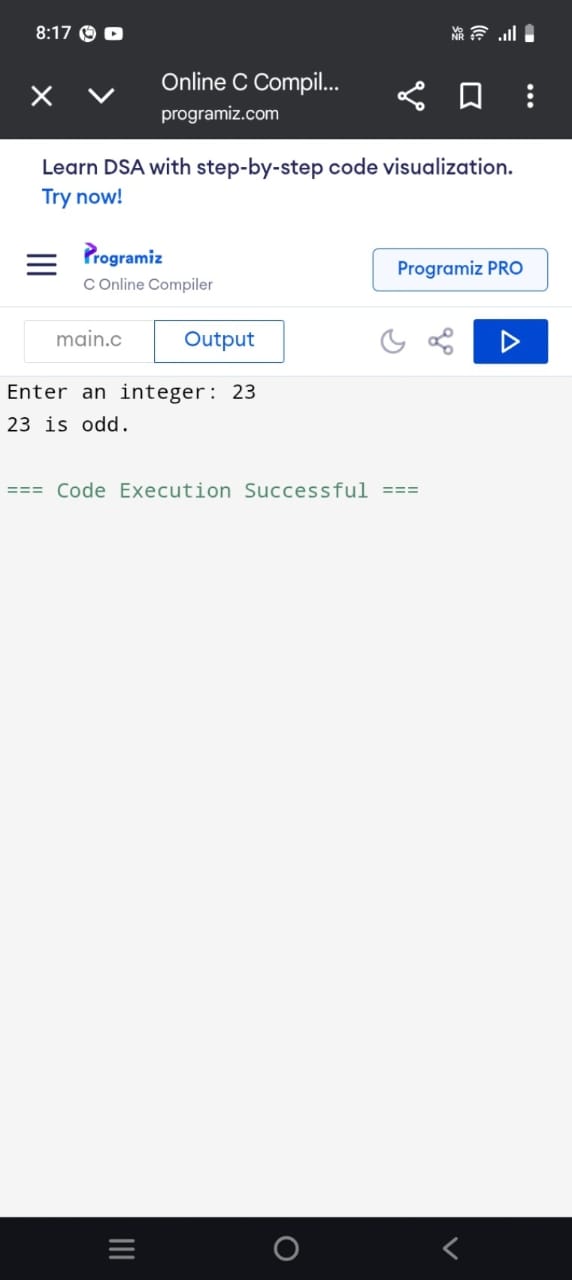 8:17
Vo
NR
Online C Compil...
programiz.com
Learn DSA with step-by-step code visualization.
Try now!
Programiz
C Online Compiler
Programiz PRO
main.c
Output
Enter an integer: 23
23 is odd.
=== Code Execution Successful ===